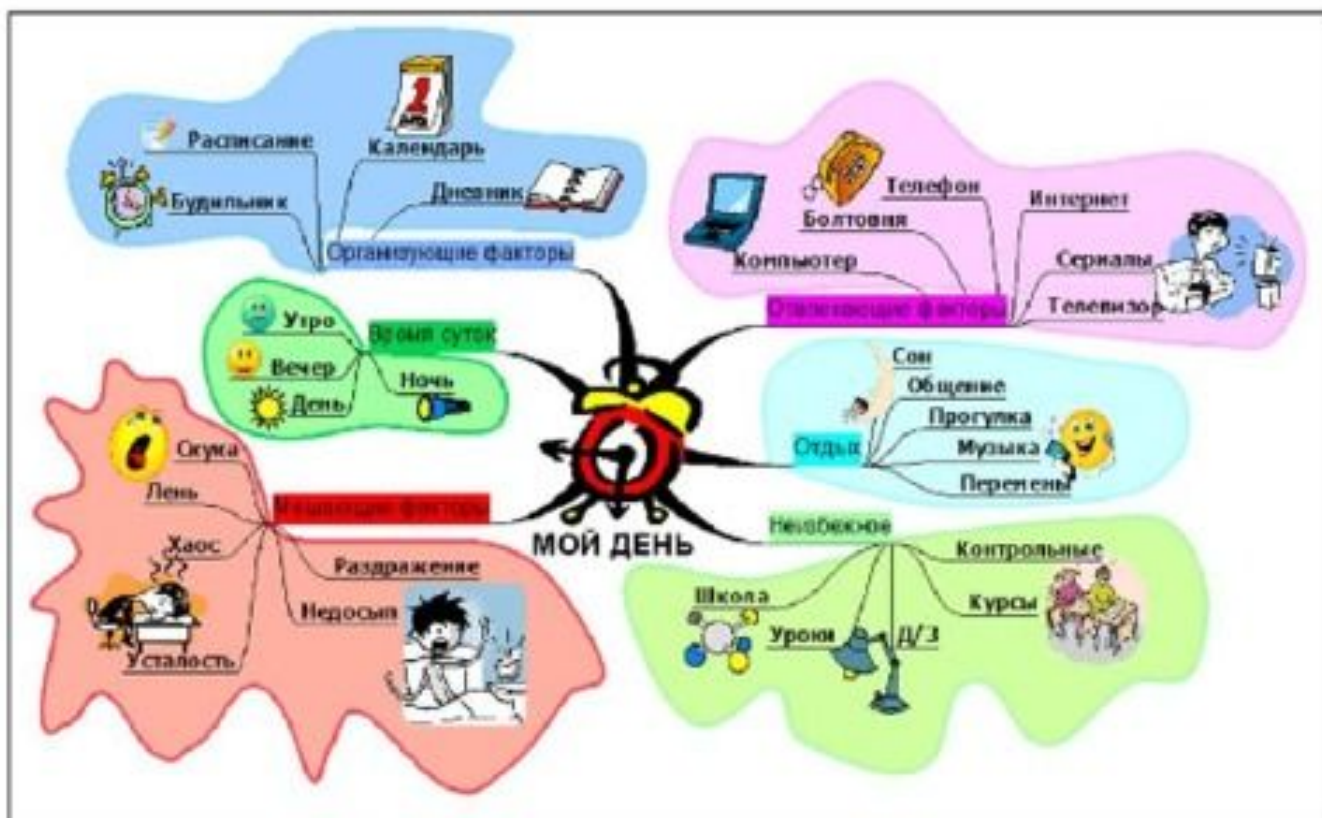 Расписание
Календарь
Будильник
Дневник
Организующие факторы
Телефон
Интернет
Болтовня
Компьютер
Сериалы
Телевизор
Отвлекающие факторы
Утро
Время суток
Вечер
Ночь
День
Сон
Общение
Прогулка
Отдых
Музыка
Перемены
Скука
Лень
Мешающие факторы
Хаос
Раздражение
Недосып
Усталость
МОЙ ДЕНЬ
Неизбежное
Контрольные
Школа
Курсы
Уроки
Д/З